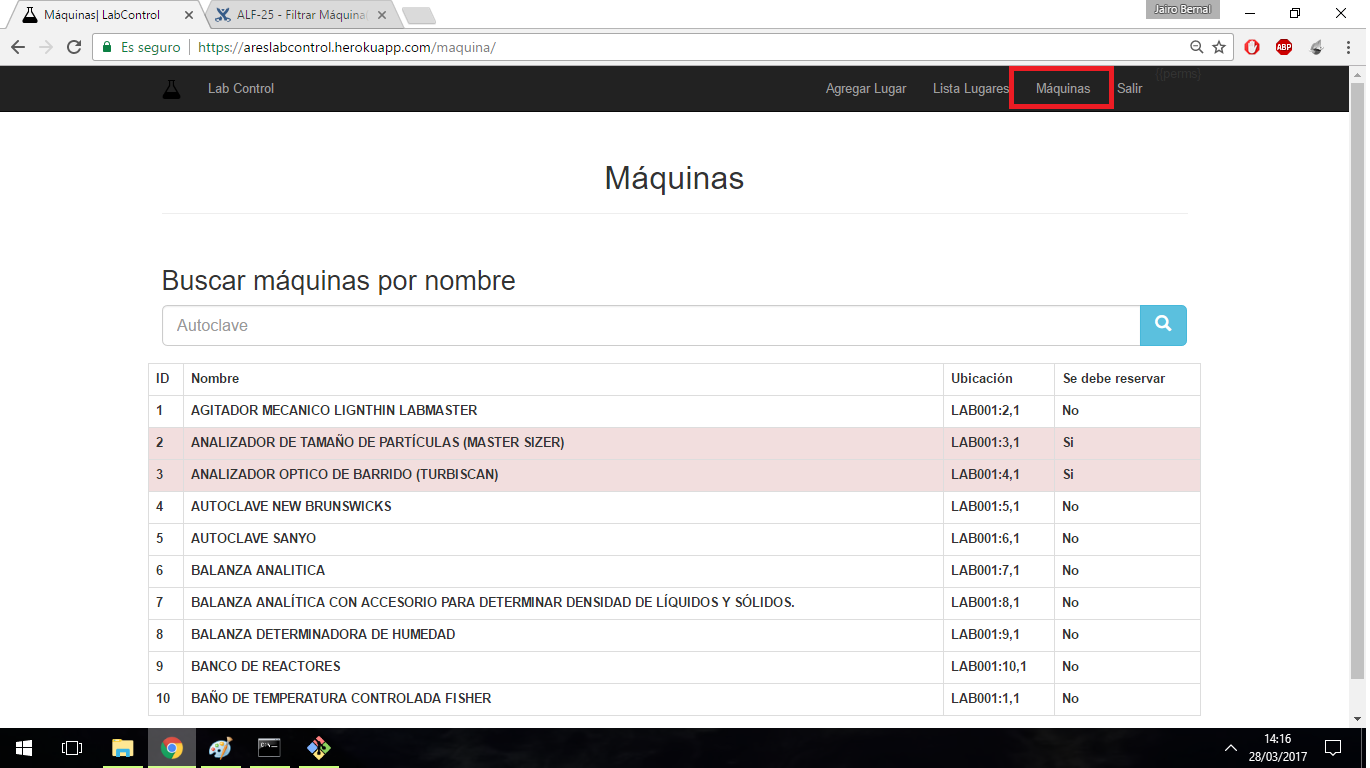 Máquinas| LabControl
ALF-25 - Filtrar Máquina
Jairo Bernal
Es seguro https://areslabcontrol.herokuapp.com/maquina/
ABP
Lab Control Agregar Lugar Lista Lugares Máquinas Salir {{perms}
Máquinas
Buscar máquinas por nombre
Autoclave
ID Nombre Ubicación Se debe reservar
1 AGITADOR MECANICO LIGNTHIN LABMASTER LAB001:2,1 No
2 ANALIZADOR DE TAMAÑO DE PARTÍCULAS (MASTER SIZER) LAB001:3,1 Si
3 ANALIZADOR OPTICO DE BARRIDO (TURBISCAN) LAB001:4,1 Si
4 AUTOCLAVE NEW BRUNSWICKS LAB001:5,1 No
5 AUTOCLAVE SANYO LAB001:6,1 No
6 BALANZA ANALITICA LAB001:7,1 No
7 BALANZA ANALÍTICA CON ACCESORIO PARA DETERMINAR DENSIDAD DE LÍQUIDOS Y SÓLIDOS. LAB001:8,1 No
8 BALANZA DETERMINADORA DE HUMEDAD LAB001:9,1 No
9 BANCO DE REACTORES LAB001:10,1 No
10 BAÑO DE TEMPERATURA CONTROLADA FISHER LAB001:1,1 No
14:16
28/03/2017